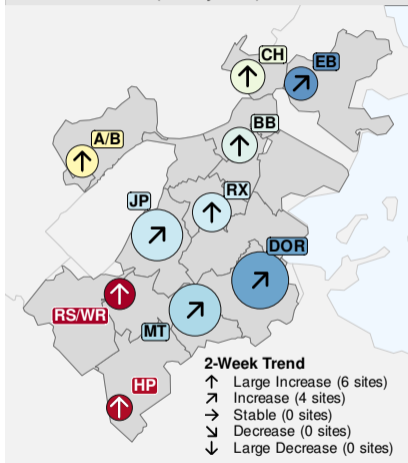 CH
EB
BB
A/B
RX
JP
DOR
RS/WR
MT
HP
2-Week Trend
↑ Large Increase (6 sites)
↗ Increase (4 sites)
→ Stable (0 sites)
↘ Decrease (0 sites)
↓ Large Decrease (0 sites)